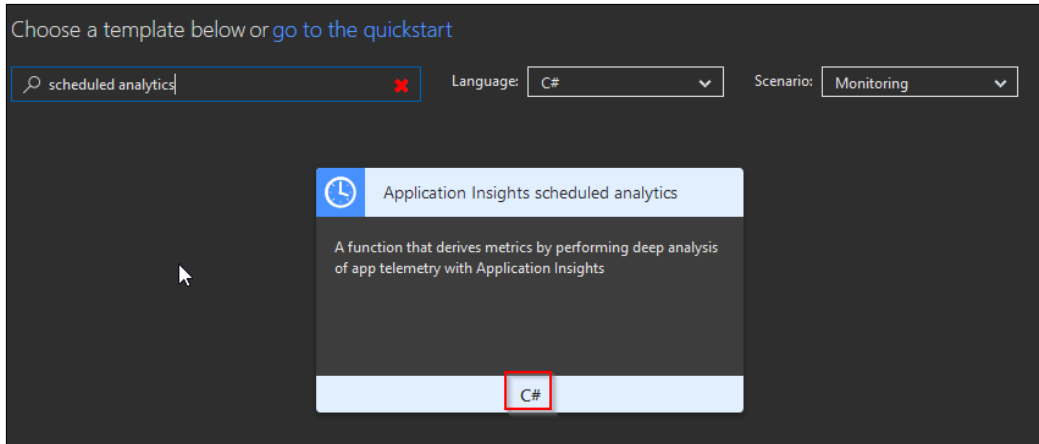 Choose a template below or go to the quickstart
scheduled analytics
Language: C#
Scenario: Monitoring
Application Insights scheduled analytics
A function that derives metrics by performing deep analysis
of app telemetry with Application Insights
C#